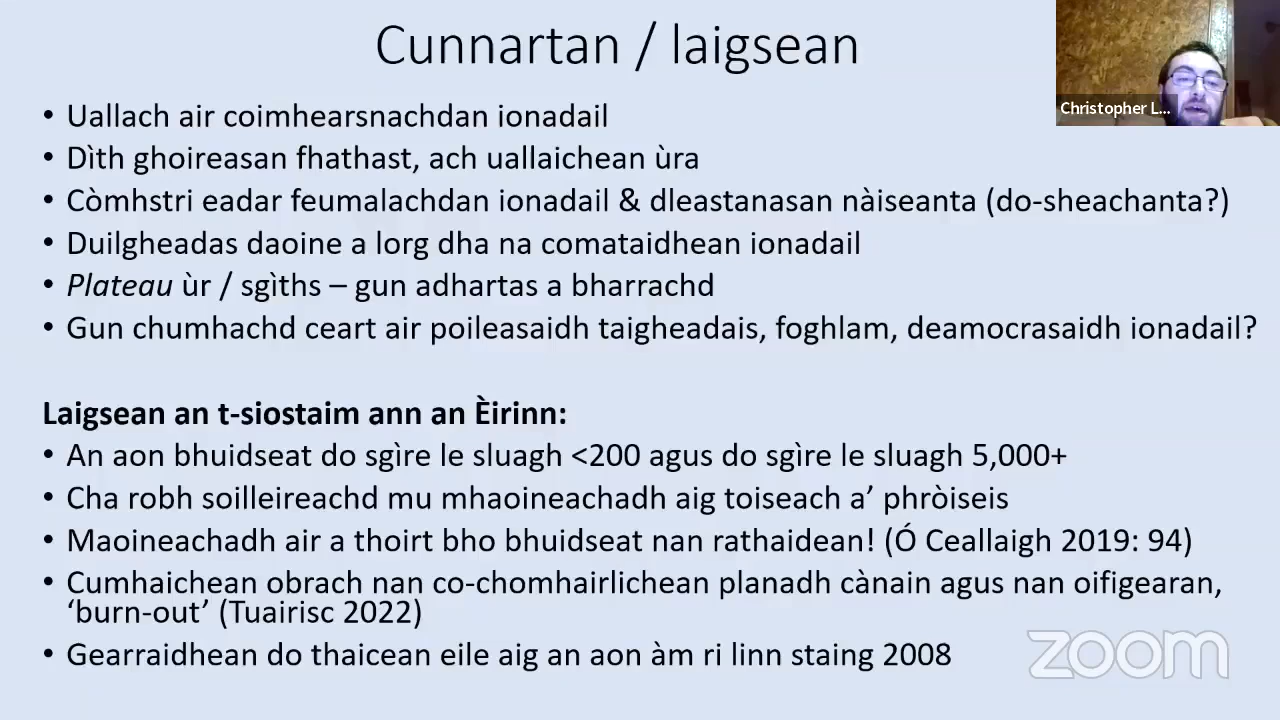 Cunnartan / laigsean
Christopher L...
• Uallach air coimhearsnachdan ionadail
• Dìth ghoireasan fhathast, ach uallaichean ùra
• Còmhstri eadar feumalachdan ionadail & dleastanasan nàiseanta (do-sheachanta?)
• Duilgheadas daoine a lorg dha na comataidhean ionadail
• Plateau ùr / sgìths – gun adhartas a bharrachd
• Gun chumhachd ceart air poileasaidh taigheadais, foghlam, deamocrasaidh ionadail?
Laigsean an t-siostaim ann an Èirinn:
• An aon bhuidseat do sgìre le sluagh <200 agus do sgìre le sluagh 5,000+
• Cha robh soilleireachd mu mhaoineachadh aig toiseach a’ phròiseis
• Maoineachadh air a thoirt bho bhuidseat nan rathaidean! (Ó Ceallaigh 2019: 94)
• Cumhaichean obrach nan co-chomhairlichean planadh cànain agus nan oifigearan,
‘burn-out’ (Tuairisc 2022)
• Gearraidhean do thaicean eile aig an aon àm ri linn staing 2008
zoom